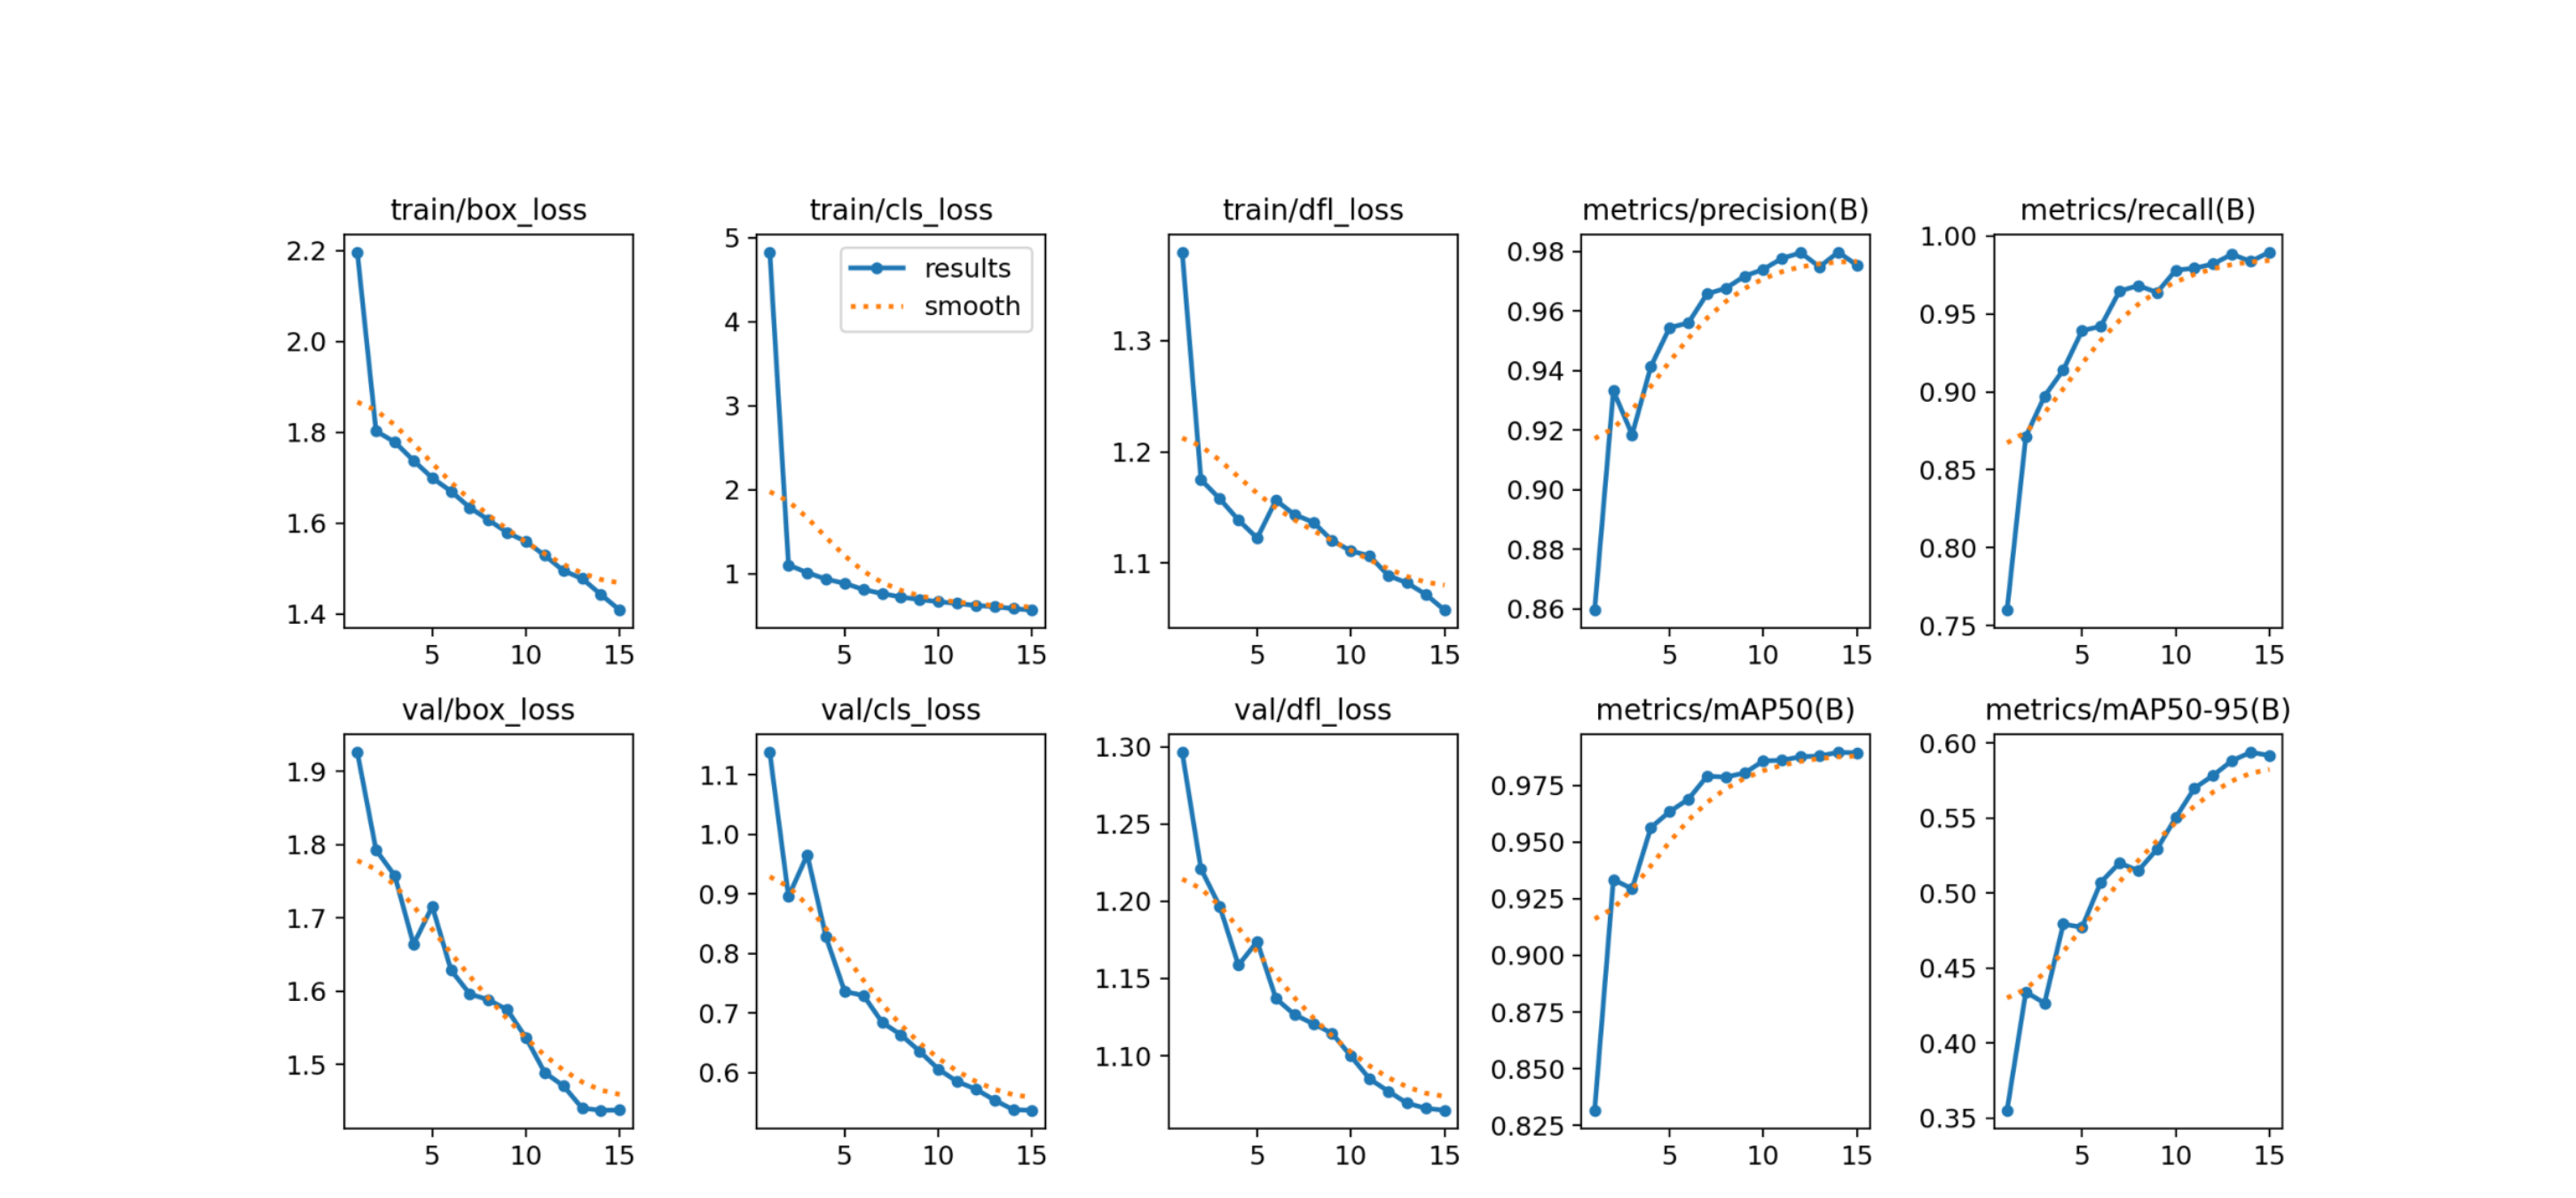 train/box_loss
2.2
2.0
1.8
1.6
1.4
5 10 15
train/cls_loss
5
4
3
2
1
results
smooth
5 10 15
train/dfl_loss
1.3
1.2
1.1
5 10 15
metrics/precision(B)
0.98
0.96
0.94
0.92
0.90
0.88
0.86
5 10 15
metrics/recall(B)
1.00
0.95
0.90
0.85
0.80
0.75
5 10 15
val/box_loss
1.9
1.8
1.7
1.6
1.5
5 10 15
val/cls_loss
1.1
1.0
0.9
0.8
0.7
0.6
5 10 15
val/dfl_loss
1.30
1.25
1.20
1.15
1.10
5 10 15
metrics/mAP50(B)
0.975
0.950
0.925
0.900
0.875
0.850
0.825
5 10 15
metrics/mAP50-95(B)
0.60
0.55
0.50
0.45
0.40
0.35
5 10 15